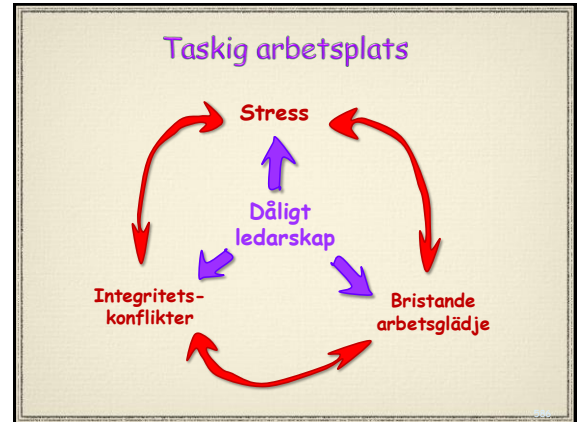 Taskig arbetsplats
Stress
Dåligt
ledarskap
Integritets-
konflikter
Bristande
arbetsglädje